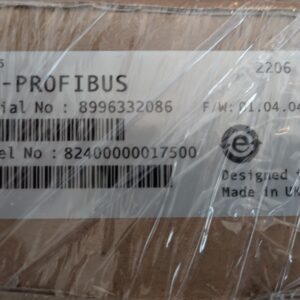 2206
-PROFIBUS
ial No : 8996332086 F/W: 01.04.04
el No : 82400000017500
e
Designed
Made in UK